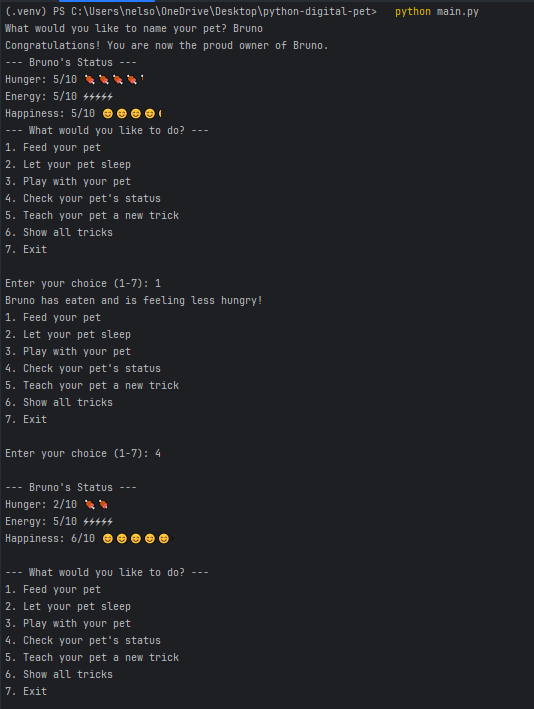 (.venv) PS C:\Users\nelso\OneDrive\Desktop\python-digital-pet> python main.py
What would you like to name your pet? Bruno
Congratulations! You are now the proud owner of Bruno.
--- Bruno's Status ---
Hunger: 5/10 🍖🍖🍖🍖
Energy: 5/10 ⚡⚡⚡⚡⚡
Happiness: 5/10 😊😊😊😊
--- What would you like to do? ---
1. Feed your pet
2. Let your pet sleep
3. Play with your pet
4. Check your pet's status
5. Teach your pet a new trick
6. Show all tricks
7. Exit
Enter your choice (1-7): 1
Bruno has eaten and is feeling less hungry!
1. Feed your pet
2. Let your pet sleep
3. Play with your pet
4. Check your pet's status
5. Teach your pet a new trick
6. Show all tricks
7. Exit
Enter your choice (1-7): 4
--- Bruno's Status ---
Hunger: 2/10 🍖🍖
Energy: 5/10 ⚡⚡⚡⚡⚡
Happiness: 6/10 😊😊😊😊😊
--- What would you like to do? ---
1. Feed your pet
2. Let your pet sleep
3. Play with your pet
4. Check your pet's status
5. Teach your pet a new trick
6. Show all tricks
7. Exit